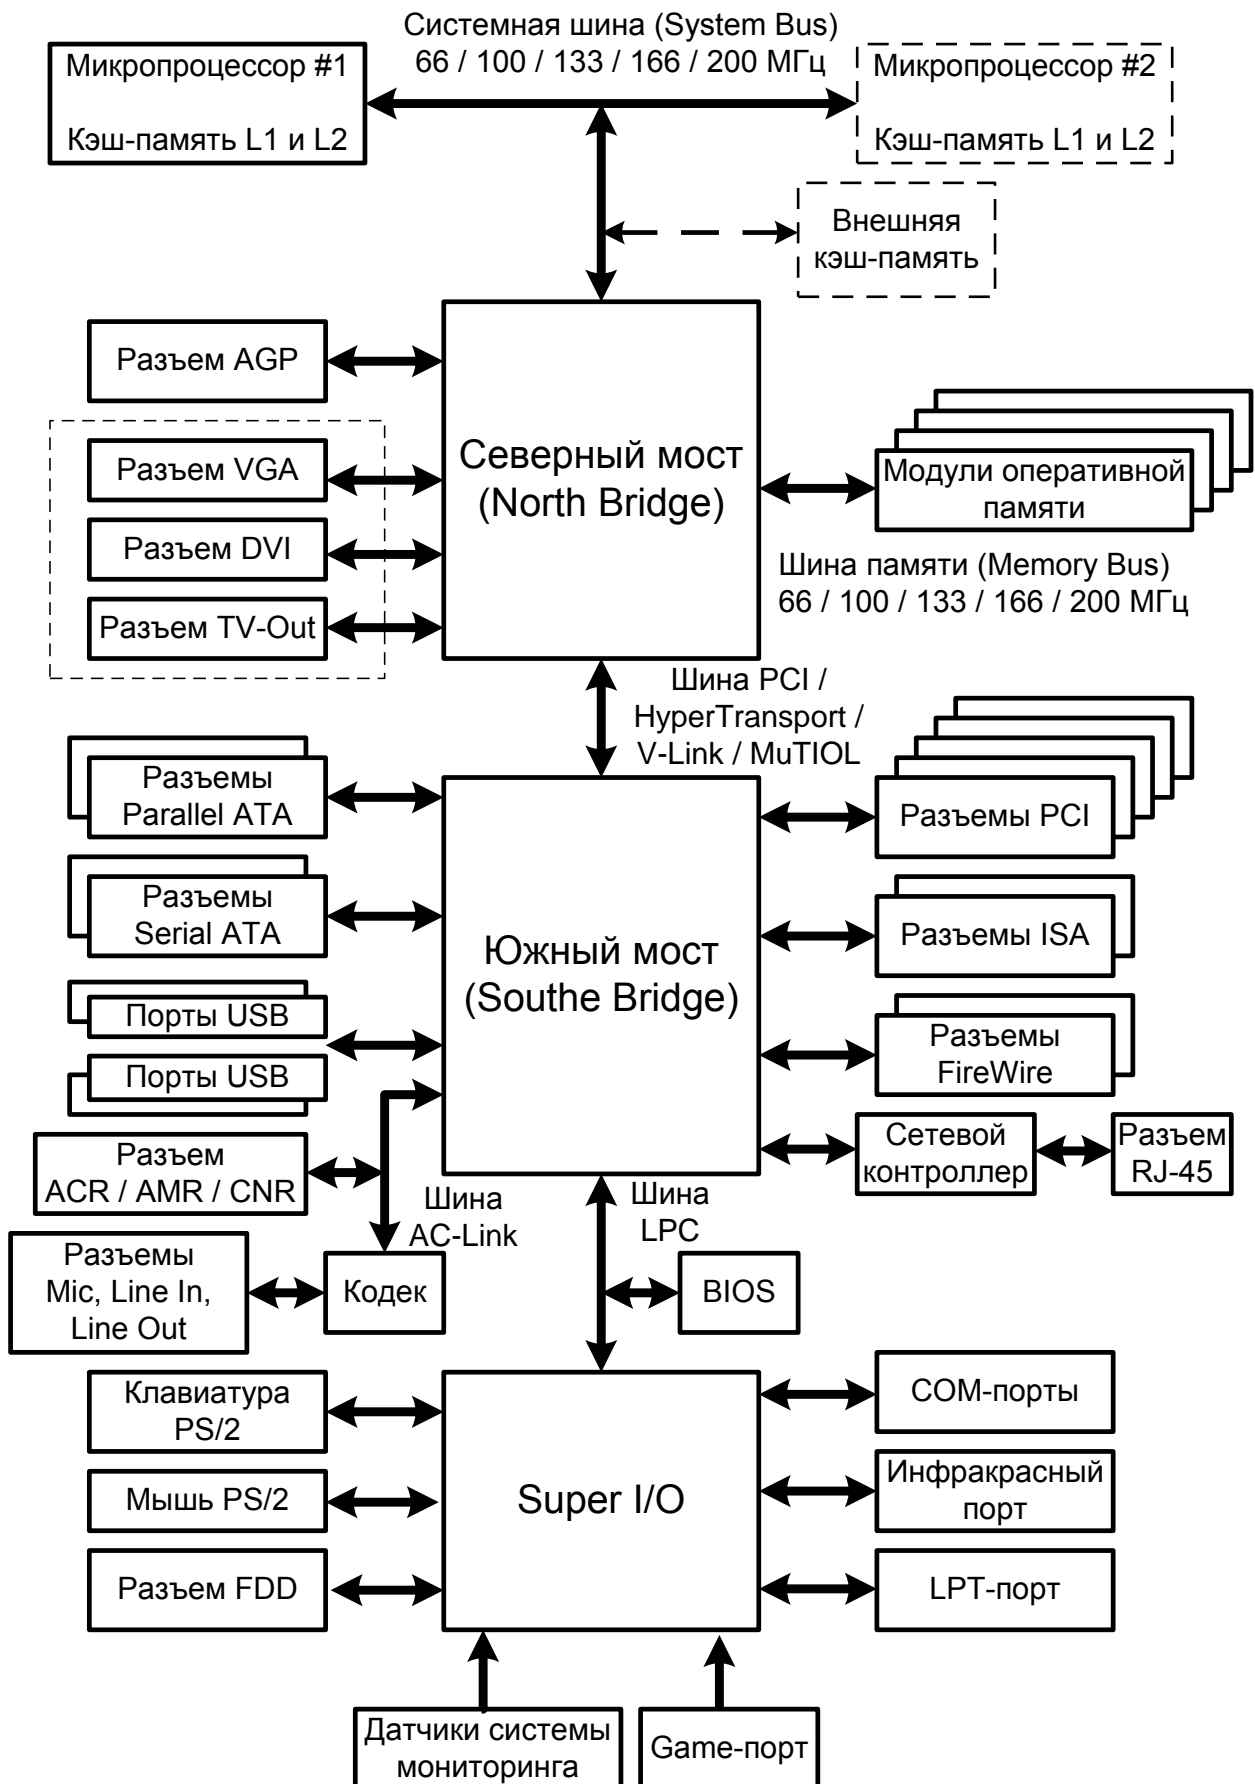 Системная шина (System Bus)
66 / 100 / 133 / 166 / 200 МГц
Микропроцессор #1
Кэш-память L1 и L2
Микропроцессор #2
Кэш-память L1 и L2
Внешняя
кэш-память
Разъем AGP
Разъем VGA
Разъем DVI
Разъем TV-Out
Северный мост
(North Bridge)
Модули оперативной
памяти
Шина памяти (Memory Bus)
66 / 100 / 133 / 166 / 200 МГц
Шина PCI /
HyperTransport /
V-Link / MuTIOL
Разъемы
Parallel ATA
Разъемы
Serial ATA
Порты USB
Порты USB
Южный мост
(Southe Bridge)
Разъемы PCI
Разъемы ISA
Разъемы
FireWire
Сетевой
контроллер
Разъем
RJ-45
Разъем
ACR / AMR / CNR
Шина
AC-Link
Шина
LPC
Разъемы
Mic, Line In,
Line Out
Кодек
BIOS
Клавиатура
PS/2
Мышь PS/2
Разъем FDD
Super I/O
COM-порты
Инфракрасный
порт
LPT-порт
Датчики системы
мониторинга
Game-порт